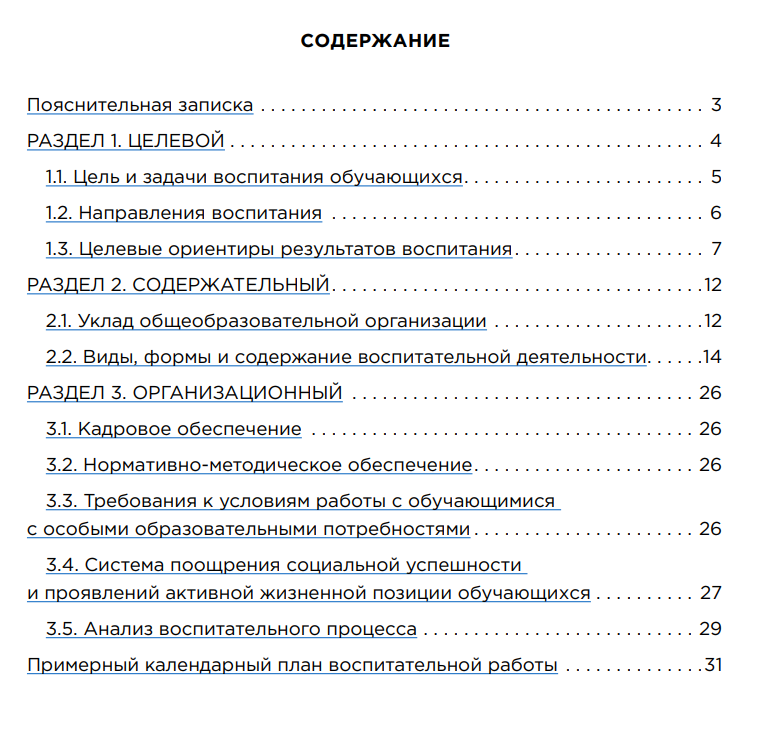 СОДЕРЖАНИЕ
Пояснительная записка . . . . . . . . . . . . . . . . . . . . . . . . . . . . . . . . . . . . . . . . . 3
РАЗДЕЛ 1. ЦЕЛЕВОЙ . . . . . . . . . . . . . . . . . . . . . . . . . . . . . . . . . . . . . . . . . . . . 4
1.1. Цель и задачи воспитания обучающихся. . . . . . . . . . . . . . . . . . . . . . 5
1.2. Направления воспитания . . . . . . . . . . . . . . . . . . . . . . . . . . . . . . . . . . 6
1.3. Целевые ориентиры результатов воспитания. . . . . . . . . . . . . . . . . . 7
РАЗДЕЛ 2. СОДЕРЖАТЕЛЬНЫЙ. . . . . . . . . . . . . . . . . . . . . . . . . . . . . . . . . .12
2.1. Уклад общеобразовательной организации . . . . . . . . . . . . . . . . . . .12
2.2. Виды, формы и содержание воспитательной деятельности. . . . . .14
РАЗДЕЛ 3. ОРГАНИЗАЦИОННЫЙ . . . . . . . . . . . . . . . . . . . . . . . . . . . . . . . 26
3.1. Кадровое обеспечение . . . . . . . . . . . . . . . . . . . . . . . . . . . . . . . . . . . 26
3.2. Нормативно-методическое обеспечение. . . . . . . . . . . . . . . . . . . . 26
3.3. Требования к условиям работы с обучающимися
с особыми образовательными потребностями. . . . . . . . . . . . . . . . . . . . 26
3.4. Система поощрения социальной успешности
и проявлений активной жизненной позиции обучающихся . . . . . . . . . 27
3.5. Анализ воспитательного процесса . . . . . . . . . . . . . . . . . . . . . . . . . 29
Примерный календарный план воспитательной работы . . . . . . . . . . . . .31